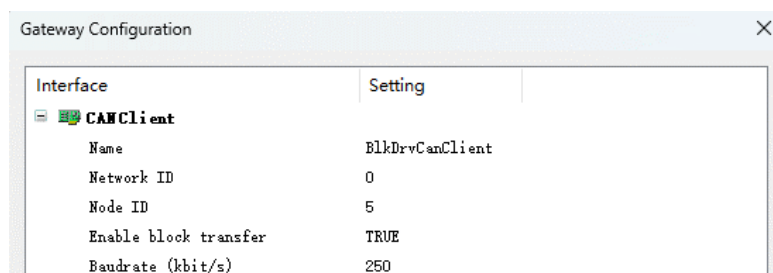 Gateway Configuration
Interface Setting
CANClient
Name BlkDrvCanClient
Network ID 0
Node ID 5
Enable block transfer TRUE
Baudrate (kbit/s) 250